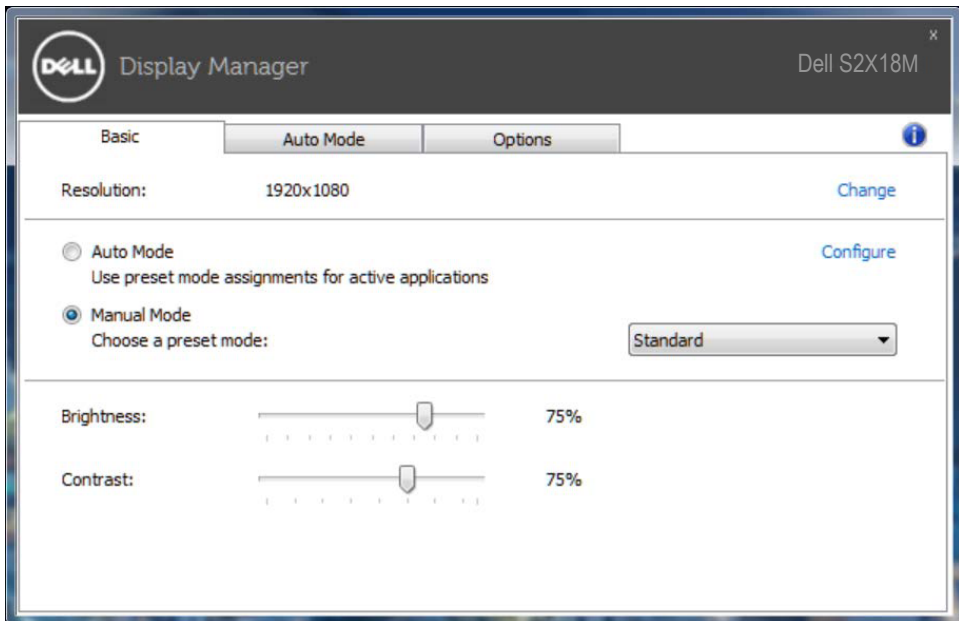 DELL Display Manager Dell S2X18M x
Basic Auto Mode Options i
Resolution: 1920x1080 Change
Auto Mode Configure
Use preset mode assignments for active applications
Manual Mode
Choose a preset mode: Standard
Brightness: 75%
Contrast: 75%